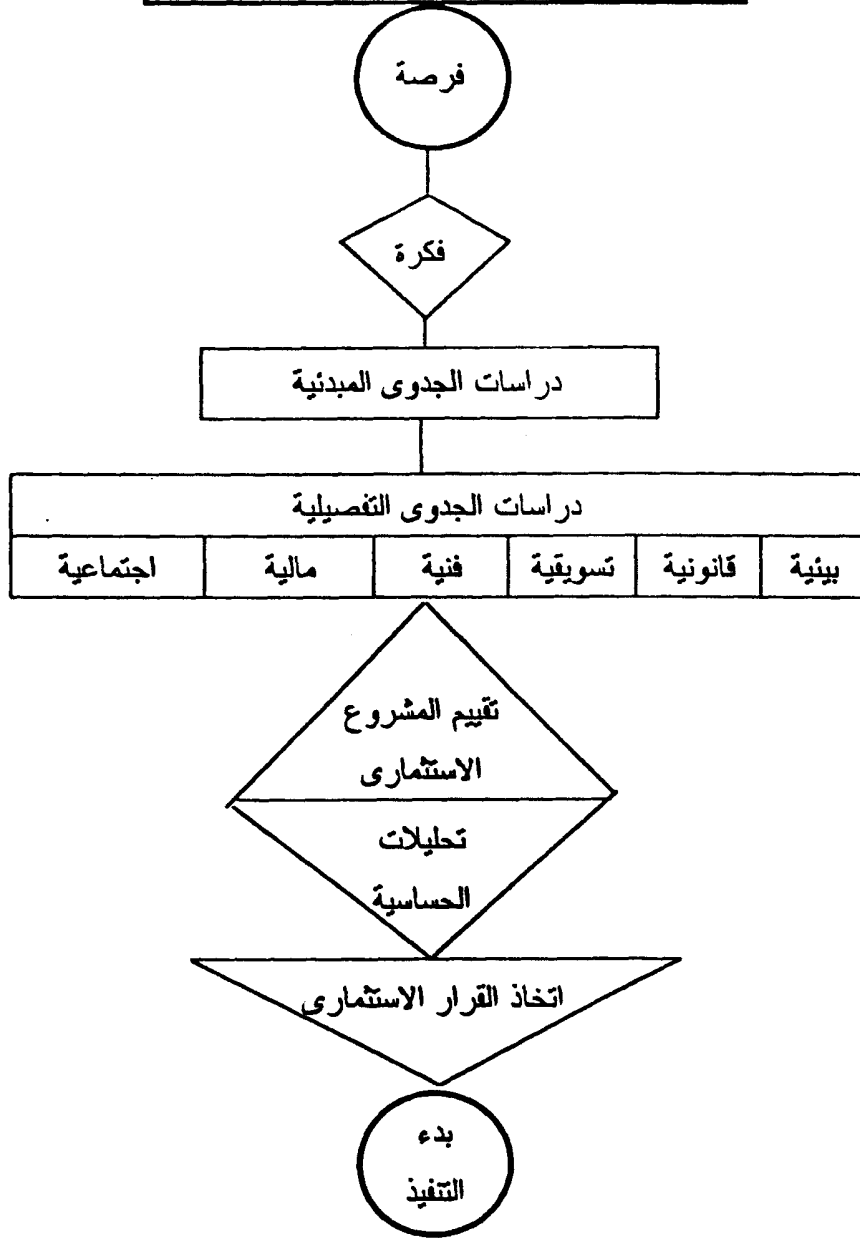 فرصة
فكرة
دراسات الجدوى المبدئية
دراسات الجدوى التفصيلية
بيئية قانونية تسويقية فنية مالية اجتماعية
تقييم المشروع
الاستثمارى
تحليلات
الحساسية
اتخاذ القرار الاستثمارى
بدء
التنفيذ